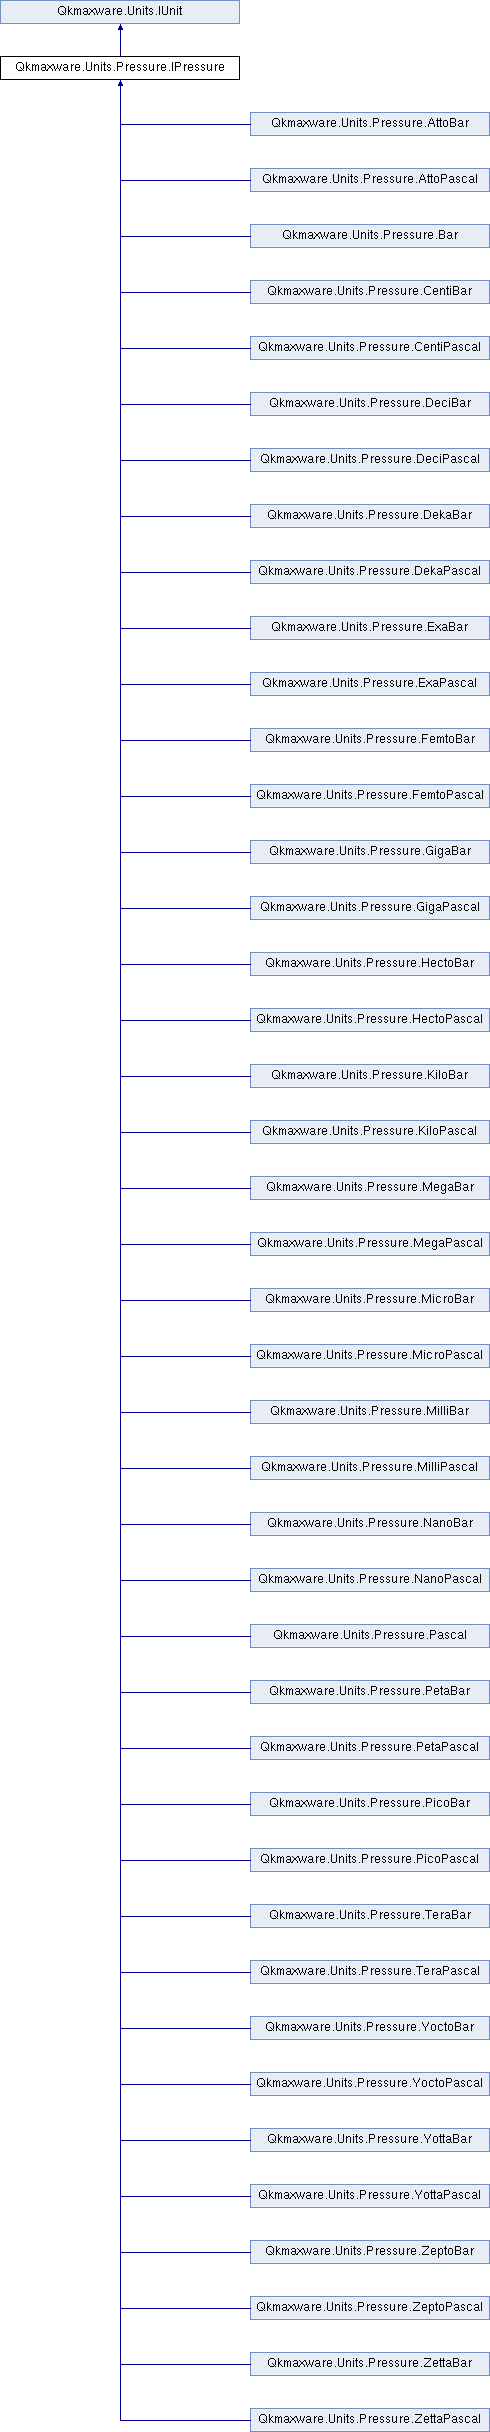 Qkmaxware.Units.IUnit
Qkmaxware.Units.Pressure.IPressure
Qkmaxware.Units.Pressure.AttoBar
Qkmaxware.Units.Pressure.AttoPascal
Qkmaxware.Units.Pressure.Bar
Qkmaxware.Units.Pressure.CentiBar
Qkmaxware.Units.Pressure.CentiPascal
Qkmaxware.Units.Pressure.DeciBar
Qkmaxware.Units.Pressure.DeciPascal
Qkmaxware.Units.Pressure.DekaBar
Qkmaxware.Units.Pressure.DekaPascal
Qkmaxware.Units.Pressure.ExaBar
Qkmaxware.Units.Pressure.ExaPascal
Qkmaxware.Units.Pressure.FemtoBar
Qkmaxware.Units.Pressure.FemtoPascal
Qkmaxware.Units.Pressure.GigaBar
Qkmaxware.Units.Pressure.GigaPascal
Qkmaxware.Units.Pressure.HectoBar
Qkmaxware.Units.Pressure.HectoPascal
Qkmaxware.Units.Pressure.KiloBar
Qkmaxware.Units.Pressure.KiloPascal
Qkmaxware.Units.Pressure.MegaBar
Qkmaxware.Units.Pressure.MegaPascal
Qkmaxware.Units.Pressure.MicroBar
Qkmaxware.Units.Pressure.MicroPascal
Qkmaxware.Units.Pressure.MilliBar
Qkmaxware.Units.Pressure.MilliPascal
Qkmaxware.Units.Pressure.NanoBar
Qkmaxware.Units.Pressure.NanoPascal
Qkmaxware.Units.Pressure.Pascal
Qkmaxware.Units.Pressure.PetaBar
Qkmaxware.Units.Pressure.PetaPascal
Qkmaxware.Units.Pressure.PicoBar
Qkmaxware.Units.Pressure.PicoPascal
Qkmaxware.Units.Pressure.TeraBar
Qkmaxware.Units.Pressure.TeraPascal
Qkmaxware.Units.Pressure.YoctoBar
Qkmaxware.Units.Pressure.YoctoPascal
Qkmaxware.Units.Pressure.YottaBar
Qkmaxware.Units.Pressure.YottaPascal
Qkmaxware.Units.Pressure.ZeptoBar
Qkmaxware.Units.Pressure.ZeptoPascal
Qkmaxware.Units.Pressure.ZettaBar
Qkmaxware.Units.Pressure.ZettaPascal